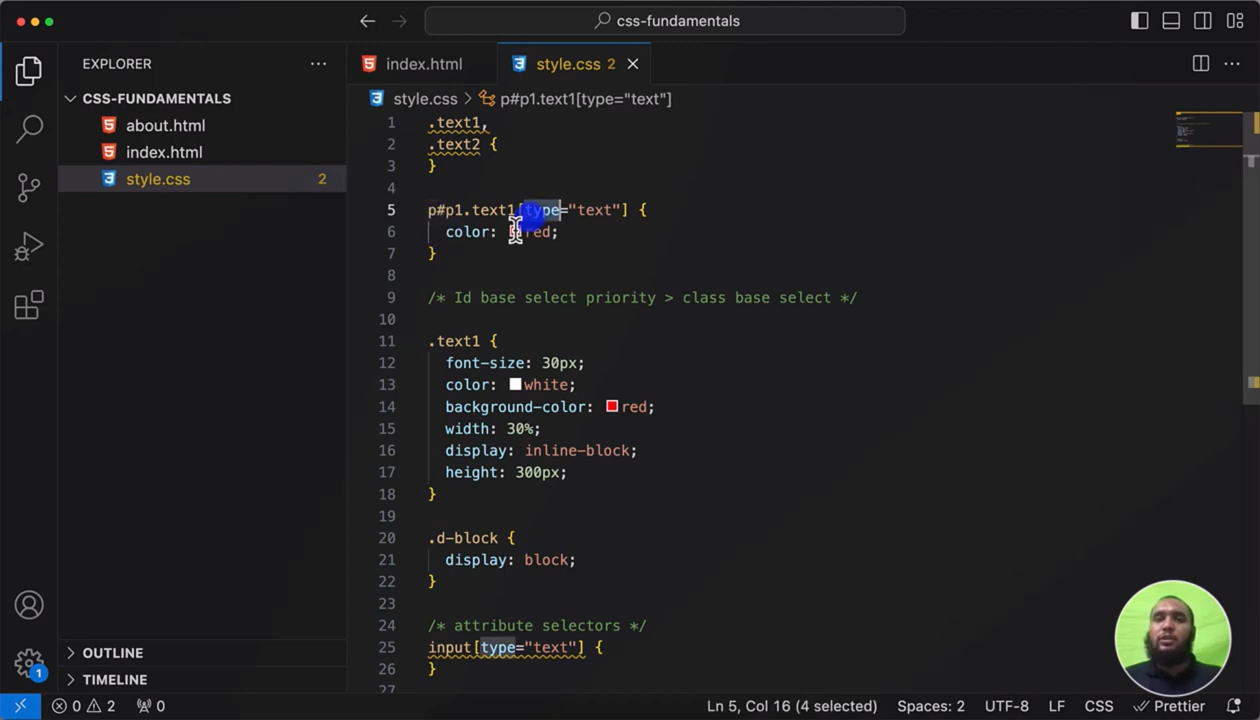 css-fundamentals
EXPLORER
index.html
style.css 2
CSS-FUNDAMENTALS
about.html
index.html
style.css 2
style.css > p#p1.text1[type="text"]
1 .text1,
2 .text2 {
3 }
4
5 p#p1.text1[type="text"] {
6 color: red;
7 }
8
9 /* Id base select priority > class base select */
10
11 .text1 {
12 font-size: 30px;
13 color: white;
14 background-color: red;
15 width: 30%;
16 display: inline-block;
17 height: 300px;
18 }
19
20 .d-block {
21 display: block;
22 }
23
24 /* attribute selectors */
25 input[type="text"] {
26 }
27
OUTLINE
TIMELINE
1
0 2 0 Ln 5, Col 16 (4 selected) Spaces: 2 UTF-8 LF CSS Prettier